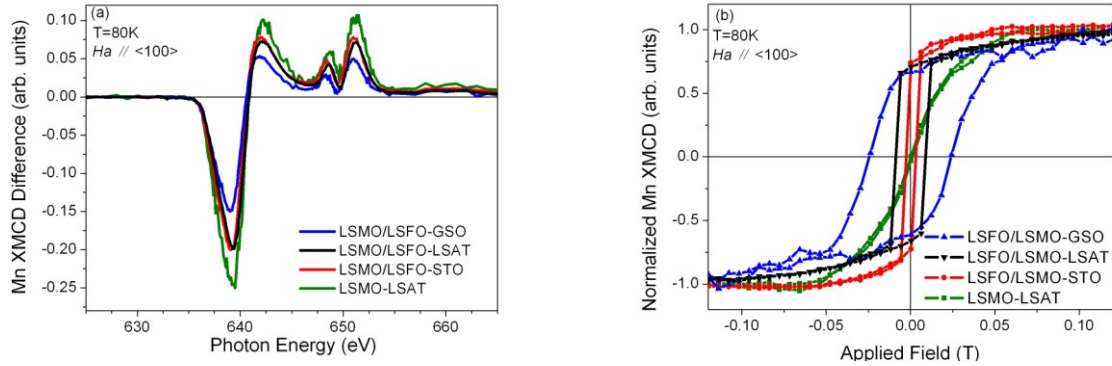 (a)
T=80K
Ha // <100>
Mn XMCD Difference (arb. units)
0.10
0.05
0.00
-0.05
-0.10
-0.15
-0.20
-0.25
LSMO/LSFO-GSO
LSMO/LSFO-LSAT
LSMO/LSFO-STO
LSMO-LSAT
630
640
650
660
Photon Energy (eV)
(b)
T=80K
Ha // <100>
Normalized Mn XMCD (arb. units)
1.0
0.5
0.0
-0.5
-1.0
LSFO/LSMO-GSO
LSFO/LSMO-LSAT
LSFO/LSMO-STO
LSMO-LSAT
-0.10
-0.05
0.00
0.05
0.10
Applied Field (T)